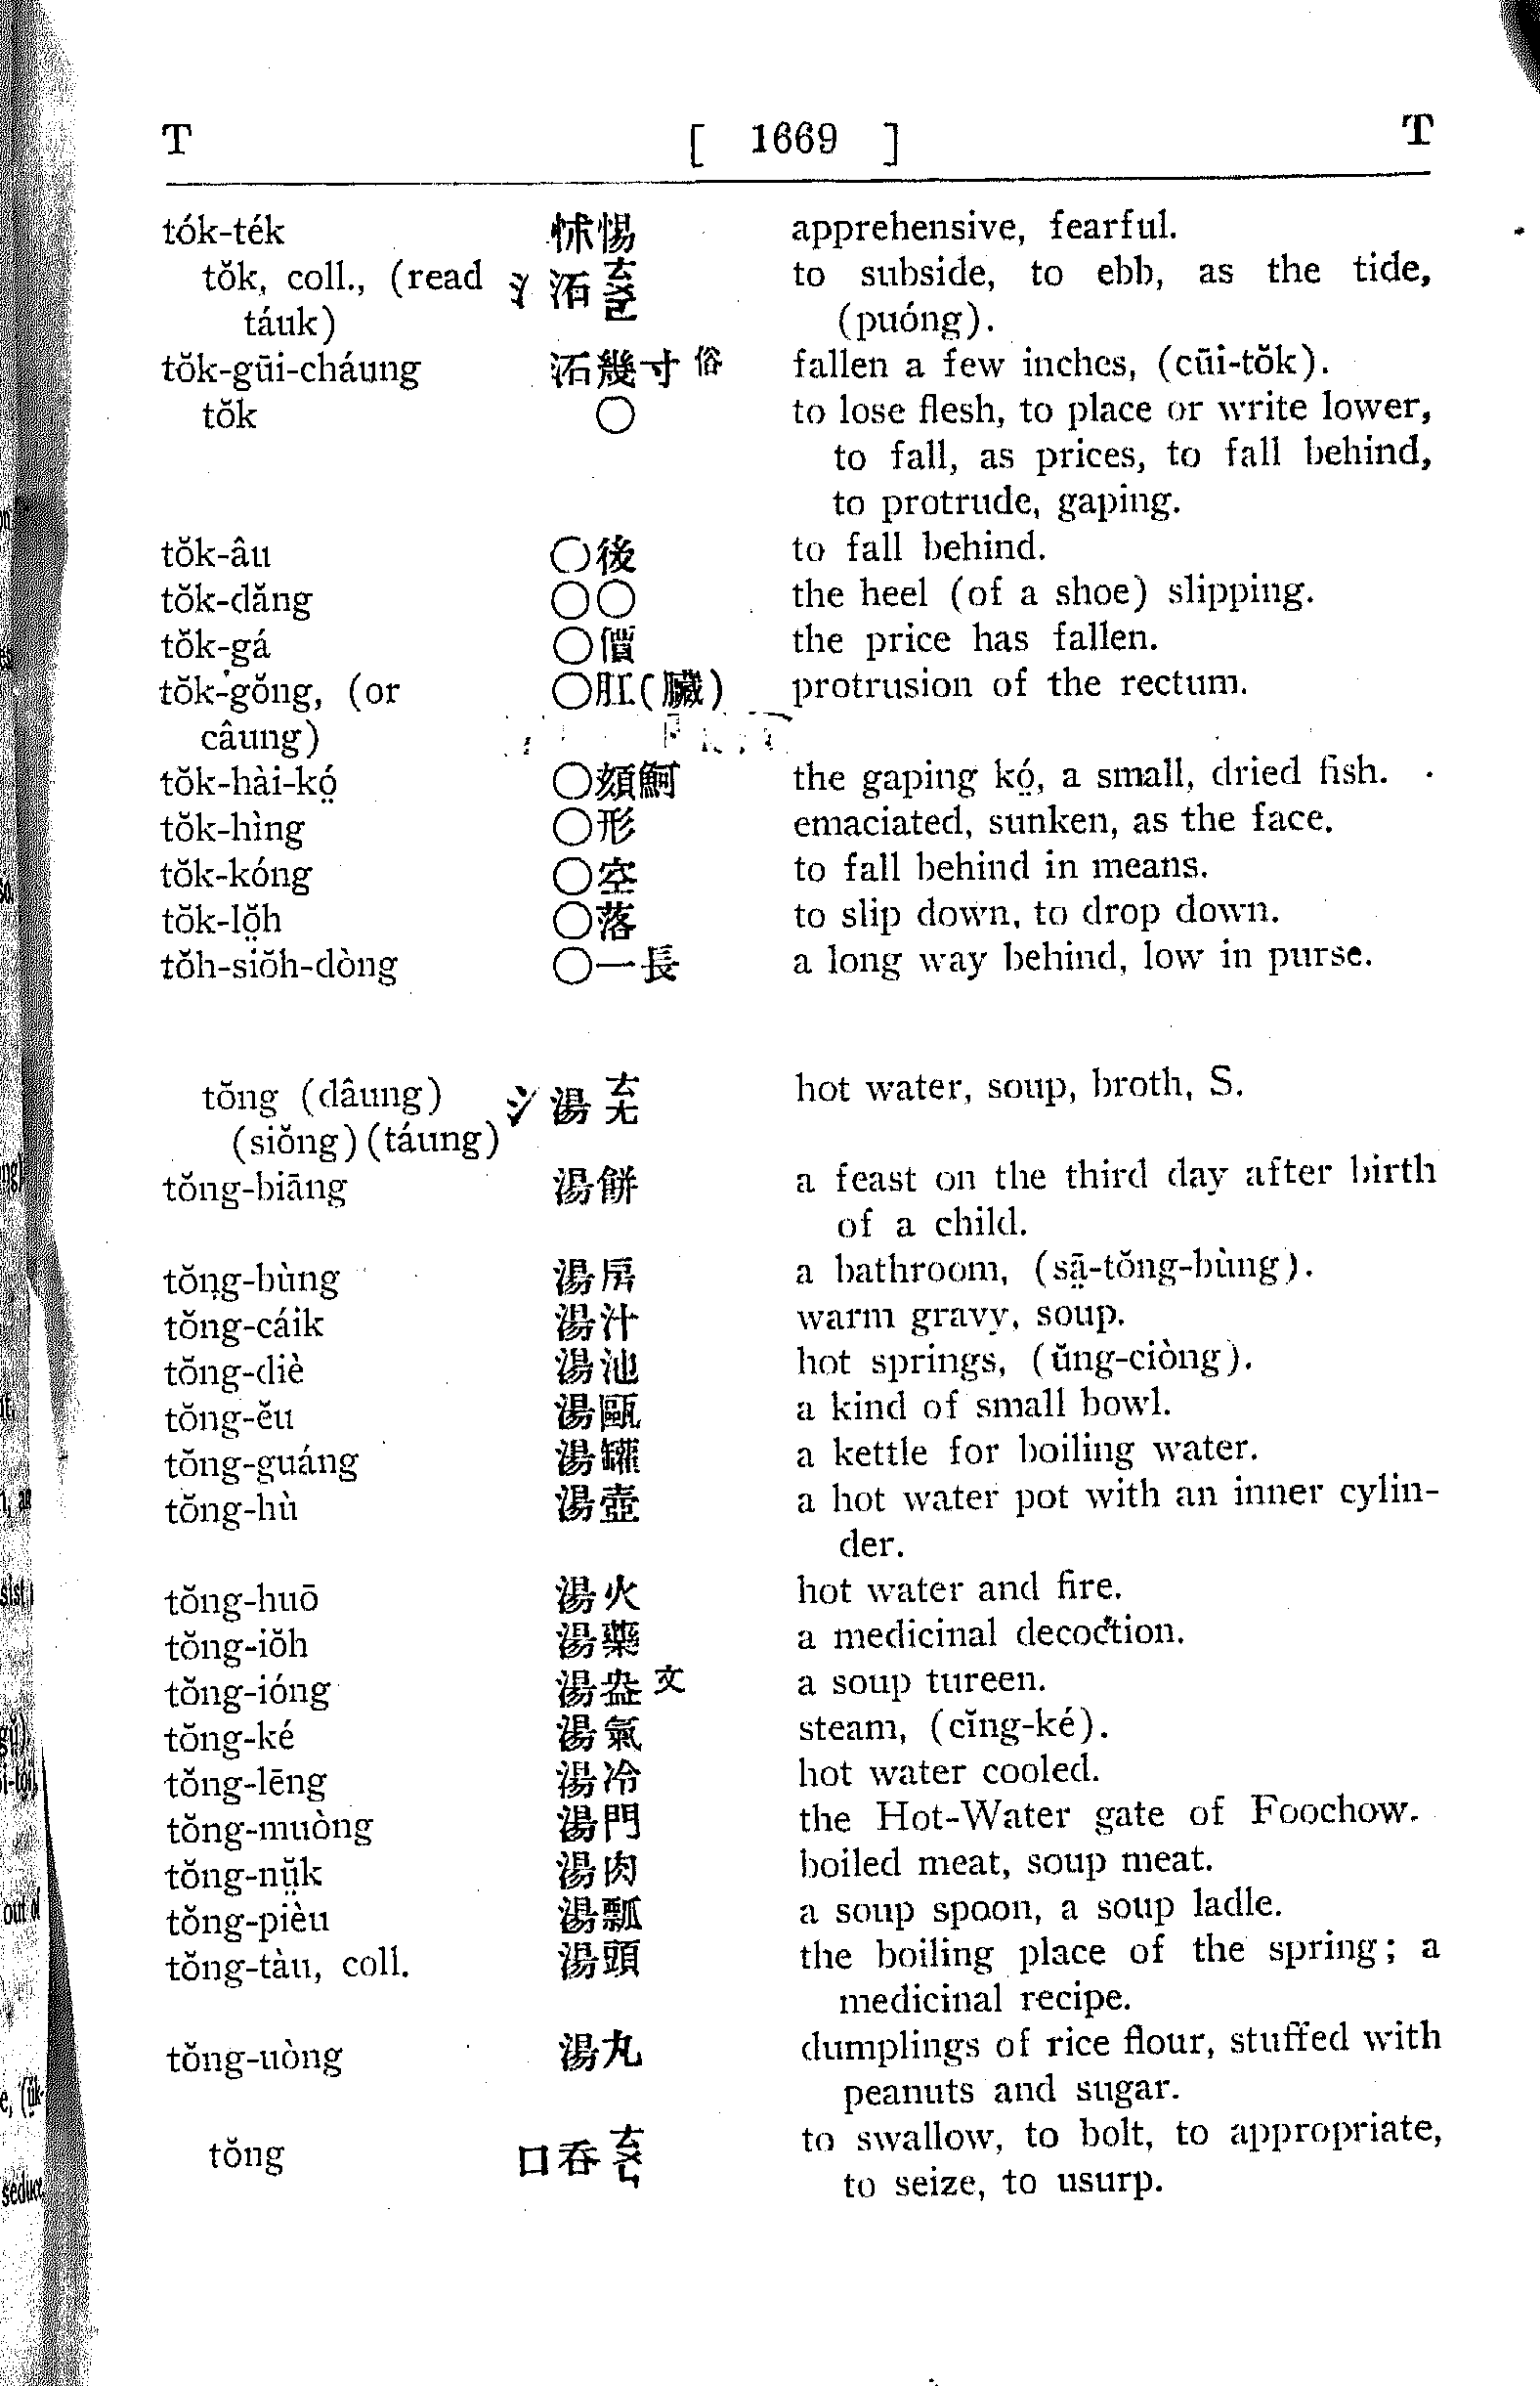 T [ 1669 ] T
tók-ték 怵惕 apprehensive, fearful.
tŏk, coll., (read 氵 沰 to subside, to ebb, as the tide,
táuk) (puóng).
tŏk-gūi-cháung 沰幾寸俗 fallen a few inches, (cūi-tŏk).
tŏk 〇 to lose flesh, to place or write lower,
to fall, as prices, to fall behind,
to protrude, gaping.
tŏk-âu 〇後 to fall behind.
tŏk-dăng 〇〇 the heel (of a shoe) slipping.
tŏk-gá 〇價 the price has fallen.
tŏk-gŏng, (or 〇肛(臟) protrusion of the rectum.
câung)
tŏk-hài-kó̤ 〇頦鮈 the gaping kó̤, a small, dried fish.
tŏk-hìng 〇形 emaciated, sunken, as the face.
tŏk-kóng 〇空 to fall behind in means.
tŏk-lŏ̤h 〇落 to slip down, to drop down.
tŏh-siŏh-dòng 〇一長 a long way behind, low in purse.
tŏng (dâung) 氵 湯 ㄊㄤ hot water, soup, broth, S.
(siŏng) (táung)
tŏng-biāng 湯餅 a feast on the third day after birth
of a child.
tŏng-bùng 湯房 a bathroom, (sā̤-tŏng-bùng).
tŏng-cáik 湯汁 warm gravy, soup.
tŏng-diè 湯池 hot springs, (ŭng-ciòng).
tŏng-ĕu 湯甌 a kind of small bowl.
tŏng-guáng 湯罐 a kettle for boiling water.
tŏng-hù 湯壺 a hot water pot with an inner cylin-
der.
tŏng-huō 湯火 hot water and fire.
tŏng-iŏh 湯藥 a medicinal decoction.
tŏng-ióng 湯盎文 a soup tureen.
tŏng-ké 湯氣 steam, (cĭng-ké).
tŏng-lēng 湯冷 hot water cooled.
tŏng-muòng 湯門 the Hot-Water gate of Foochow.
tŏng-nṳ̆k 湯肉 boiled meat, soup meat.
tŏng-pièu 湯瓢 a soup spoon, a soup ladle.
tŏng-tàu, coll. 湯頭 the boiling place of the spring; a
medicinal recipe.
tŏng-uòng 湯丸 dumplings of rice flour, stuffed with
peanuts and sugar.
tŏng 口 吞 to swallow, to bolt, to appropriate,
to seize, to usurp.